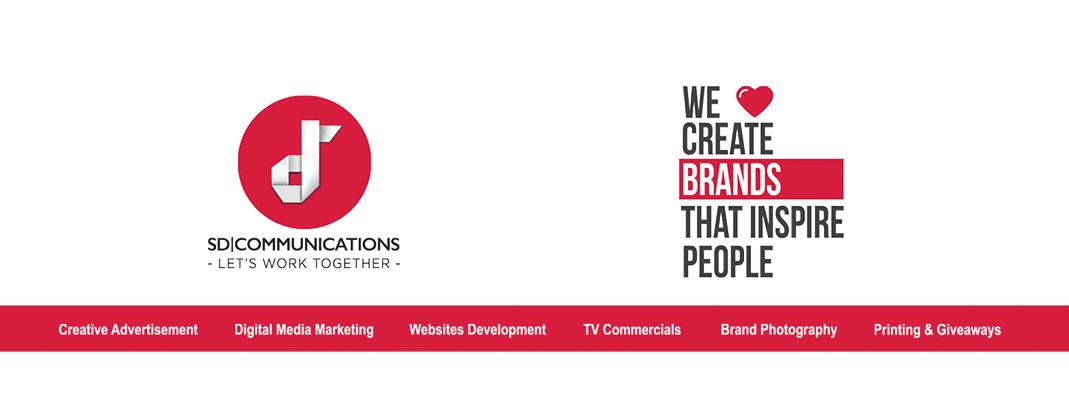 SD|COMMUNICATIONS
- LET'S WORK TOGETHER -
WE
CREATE
BRANDS
THAT INSPIRE
PEOPLE
Creative Advertisement Digital Media Marketing Websites Development TV Commercials Brand Photography Printing & Giveaways